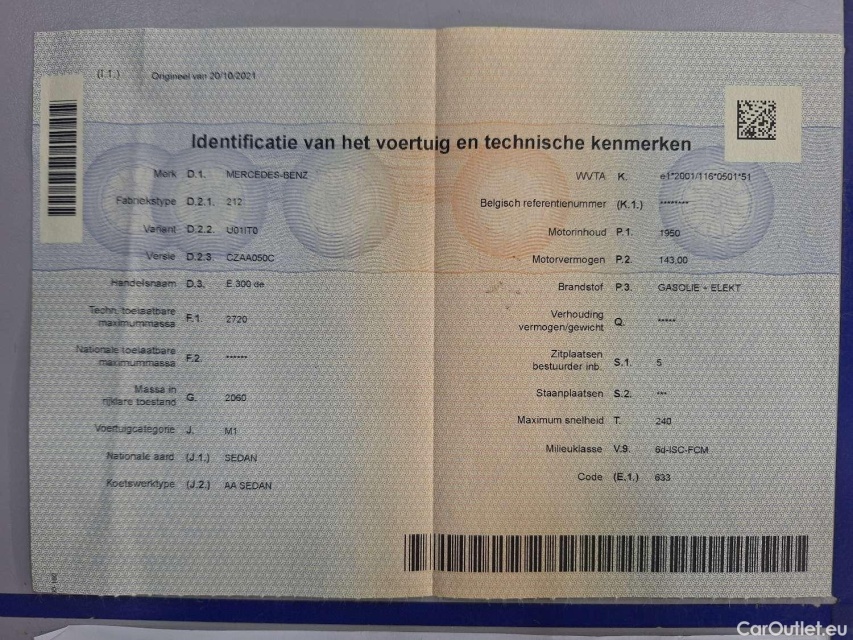 (I.1.) Origineel van 20/10/2021
Identificatie van het voertuig en technische kenmerken
Merk D.1. MERCEDES-BENZ
Fabriekstype D.2.1. 212
Variant D.2.2. U01IT0
Versie D.2.3 CZAA050C
Handelsnaam D.3. E 300 de
Techn. toelaatbare
maximummassa F.1. 2720
Nationale toelaatbare
maximummassa F.2. ******
Massa in
rijklare toestand G. 2060
Voertuigcategorie J. M1
Nationale aard (J.1.) SEDAN
Koetswerktype (J.2.) AA SEDAN
WVTA K. e1*2001/116*0501*51
Belgisch referentienummer (K.1.) ********
Motorinhoud P.1. 1950
Motorvermogen P.2. 143.00
Brandstof P.3. GASOLIE + ELEKT
Verhouding
vermogen/gewicht Q. *****
Zitplaatsen
bestuurder inb. S.1. 5
Staanplaatsen S.2. ***
Maximum snelheid T. 240
Milieuklasse V.9. 6d-ISC-FCM
Code (E.1.) 633
CarOutlet.eu